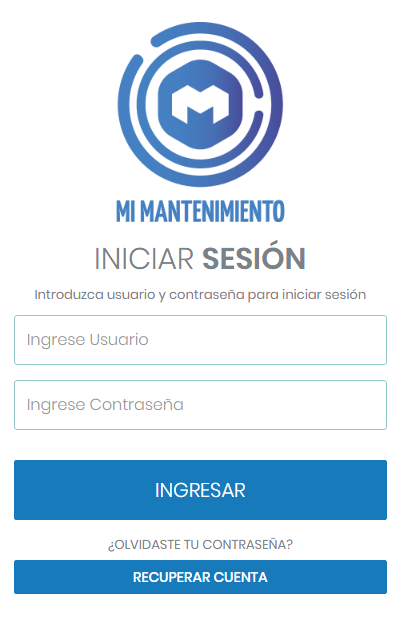 MI MANTENIMIENTO
INICIAR SESIÓN
Introduzca usuario y contraseña para iniciar sesión
Ingrese Usuario
Ingrese Contraseña
INGRESAR
¿OLVIDASTE TU CONTRASEÑA?
RECUPERAR CUENTA